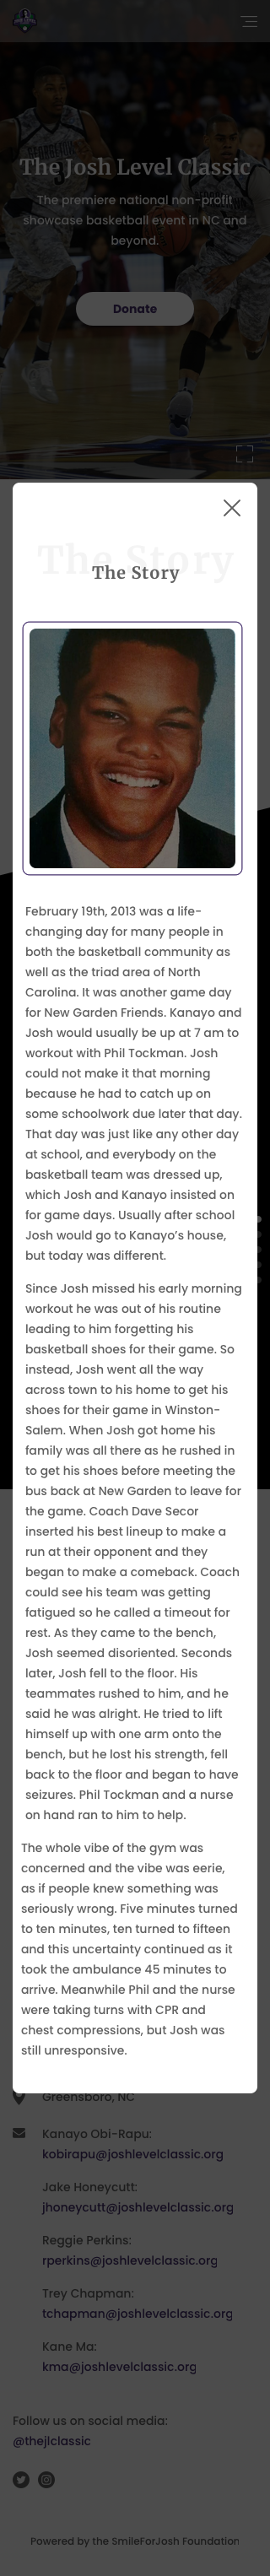 The Josh Level Classic
The premiere national non-profit
showcase basketball event in NC and
beyond.
Donate
The Story
The Story
February 19th, 2013 was a life-
changing day for many people in
both the basketball community as
well as the triad area of North
Carolina. It was another game day
for New Garden Friends. Kanayo and
Josh would usually be up at 7 am to
workout with Phil Tockman. Josh
could not make it that morning
because he had to catch up on
some schoolwork due later that day.
That day was just like any other day
at school, and everybody on the
basketball team was dressed up,
which Josh and Kanayo insisted on
for game days. Usually after school
Josh would go to Kanayo's house,
but today was different.
Since Josh missed his early morning
workout he was out of his routine
leading to him forgetting his
basketball shoes for their game. So
instead, Josh went all the way
across town to his home to get his
shoes for their game in Winston-
Salem. When Josh got home his
family was all there as he rushed in
to get his shoes before meeting the
bus back at New Garden to leave for
the game. Coach Dave Secor
inserted his best lineup to make a
run at their opponent and they
began to make a comeback. Coach
could see his team was getting
fatigued so he called a timeout for
rest. As they came to the bench,
Josh seemed disoriented. Seconds
later, Josh fell to the floor. His
teammates rushed to him, and he
said he was alright. He tried to lift
himself up with one arm onto the
bench, but he lost his strength, fell
back to the floor and began to have
seizures. Phil Tockman and a nurse
on hand ran to him to help.
The whole vibe of the gym was
concerned and the vibe was eerie,
as if people knew something was
seriously wrong. Five minutes turned
to ten minutes, ten turned to fifteen
and this uncertainty continued as it
took the ambulance 45 minutes to
arrive. Meanwhile Phil and the nurse
were taking turns with CPR and
chest compressions, but Josh was
still unresponsive.
Greensboro, NC
Kanayo Obi-Rapu:
kobirapu@joshlevelclassic.org
Jake Honeycutt:
jhoneycutt@joshlevelclassic.org
Reggie Perkins:
rperkins@joshlevelclassic.org
Trey Chapman:
tchapman@joshlevelclassic.org
Kane Ma:
kma@joshlevelclassic.org
Follow us on social media:
@thejlclassic
Powered by the SmileForJosh Foundation